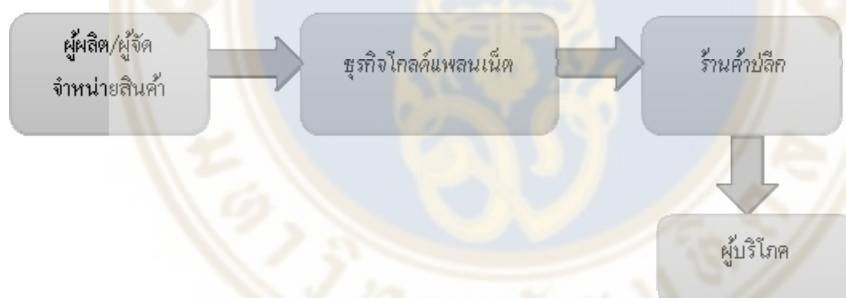 ผู้ผลิต/ผู้จัด
จำหน่ายสินค้า
ธุรกิจโกลด์แพลนเน็ต
ร้านค้าปลีก
ผู้บริโภค